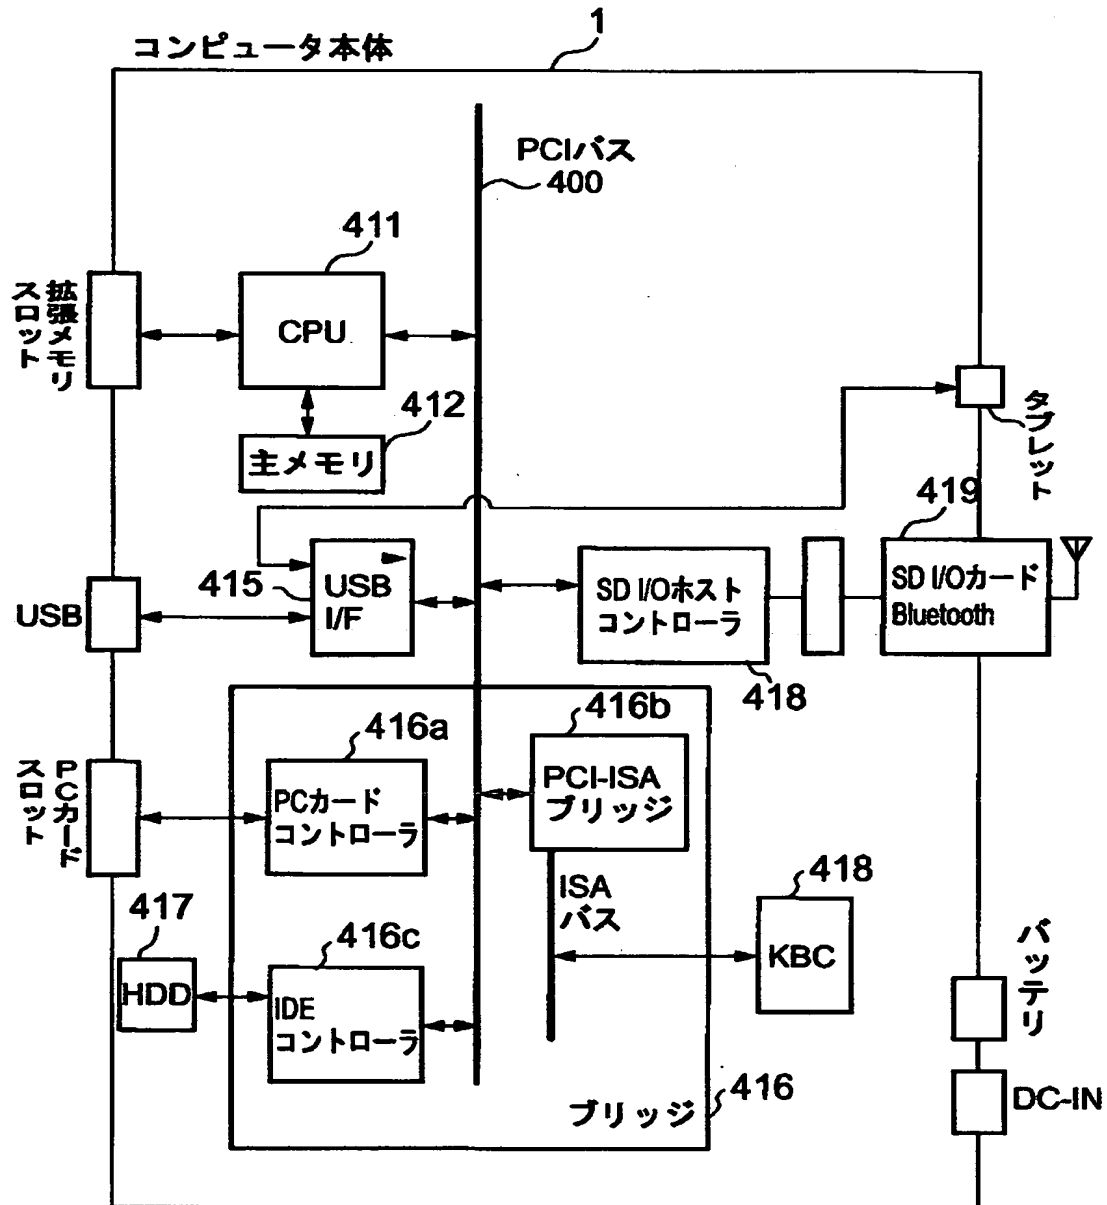 1
コンピュータ本体
PCIバス
400
411
拡張メモリ
スロット
CPU
412
主メモリ
タブレット
419
415
USB
USB
I/F
SD I/Oホスト
コントローラ
SD I/Oカード
Bluetooth
418
416a
416b
PCカード
スロット
PCカード
コントローラ
PCI-ISA
ブリッジ
ISA
バス
418
417
416c
HDD
IDE
コントローラ
KBC
バッテリ
416
ブリッジ
DC-IN